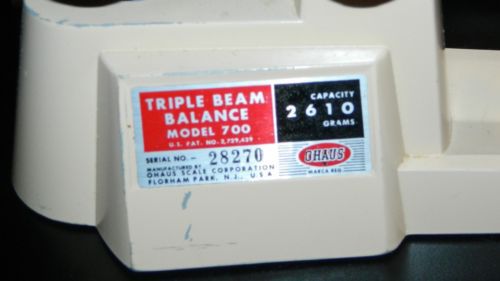 TRIPLE BEAM
BALANCE
MODEL 700
U.S. PAT. NO. 2,729,439
CAPACITY
2610
GRAMS
SERIAL NO.- 28270
MANUFACTURED BY
OHAUS SCALE CORPORATION
FLORHAM PARK, N.J., U.S.A
OHAUS
MARCA REG.